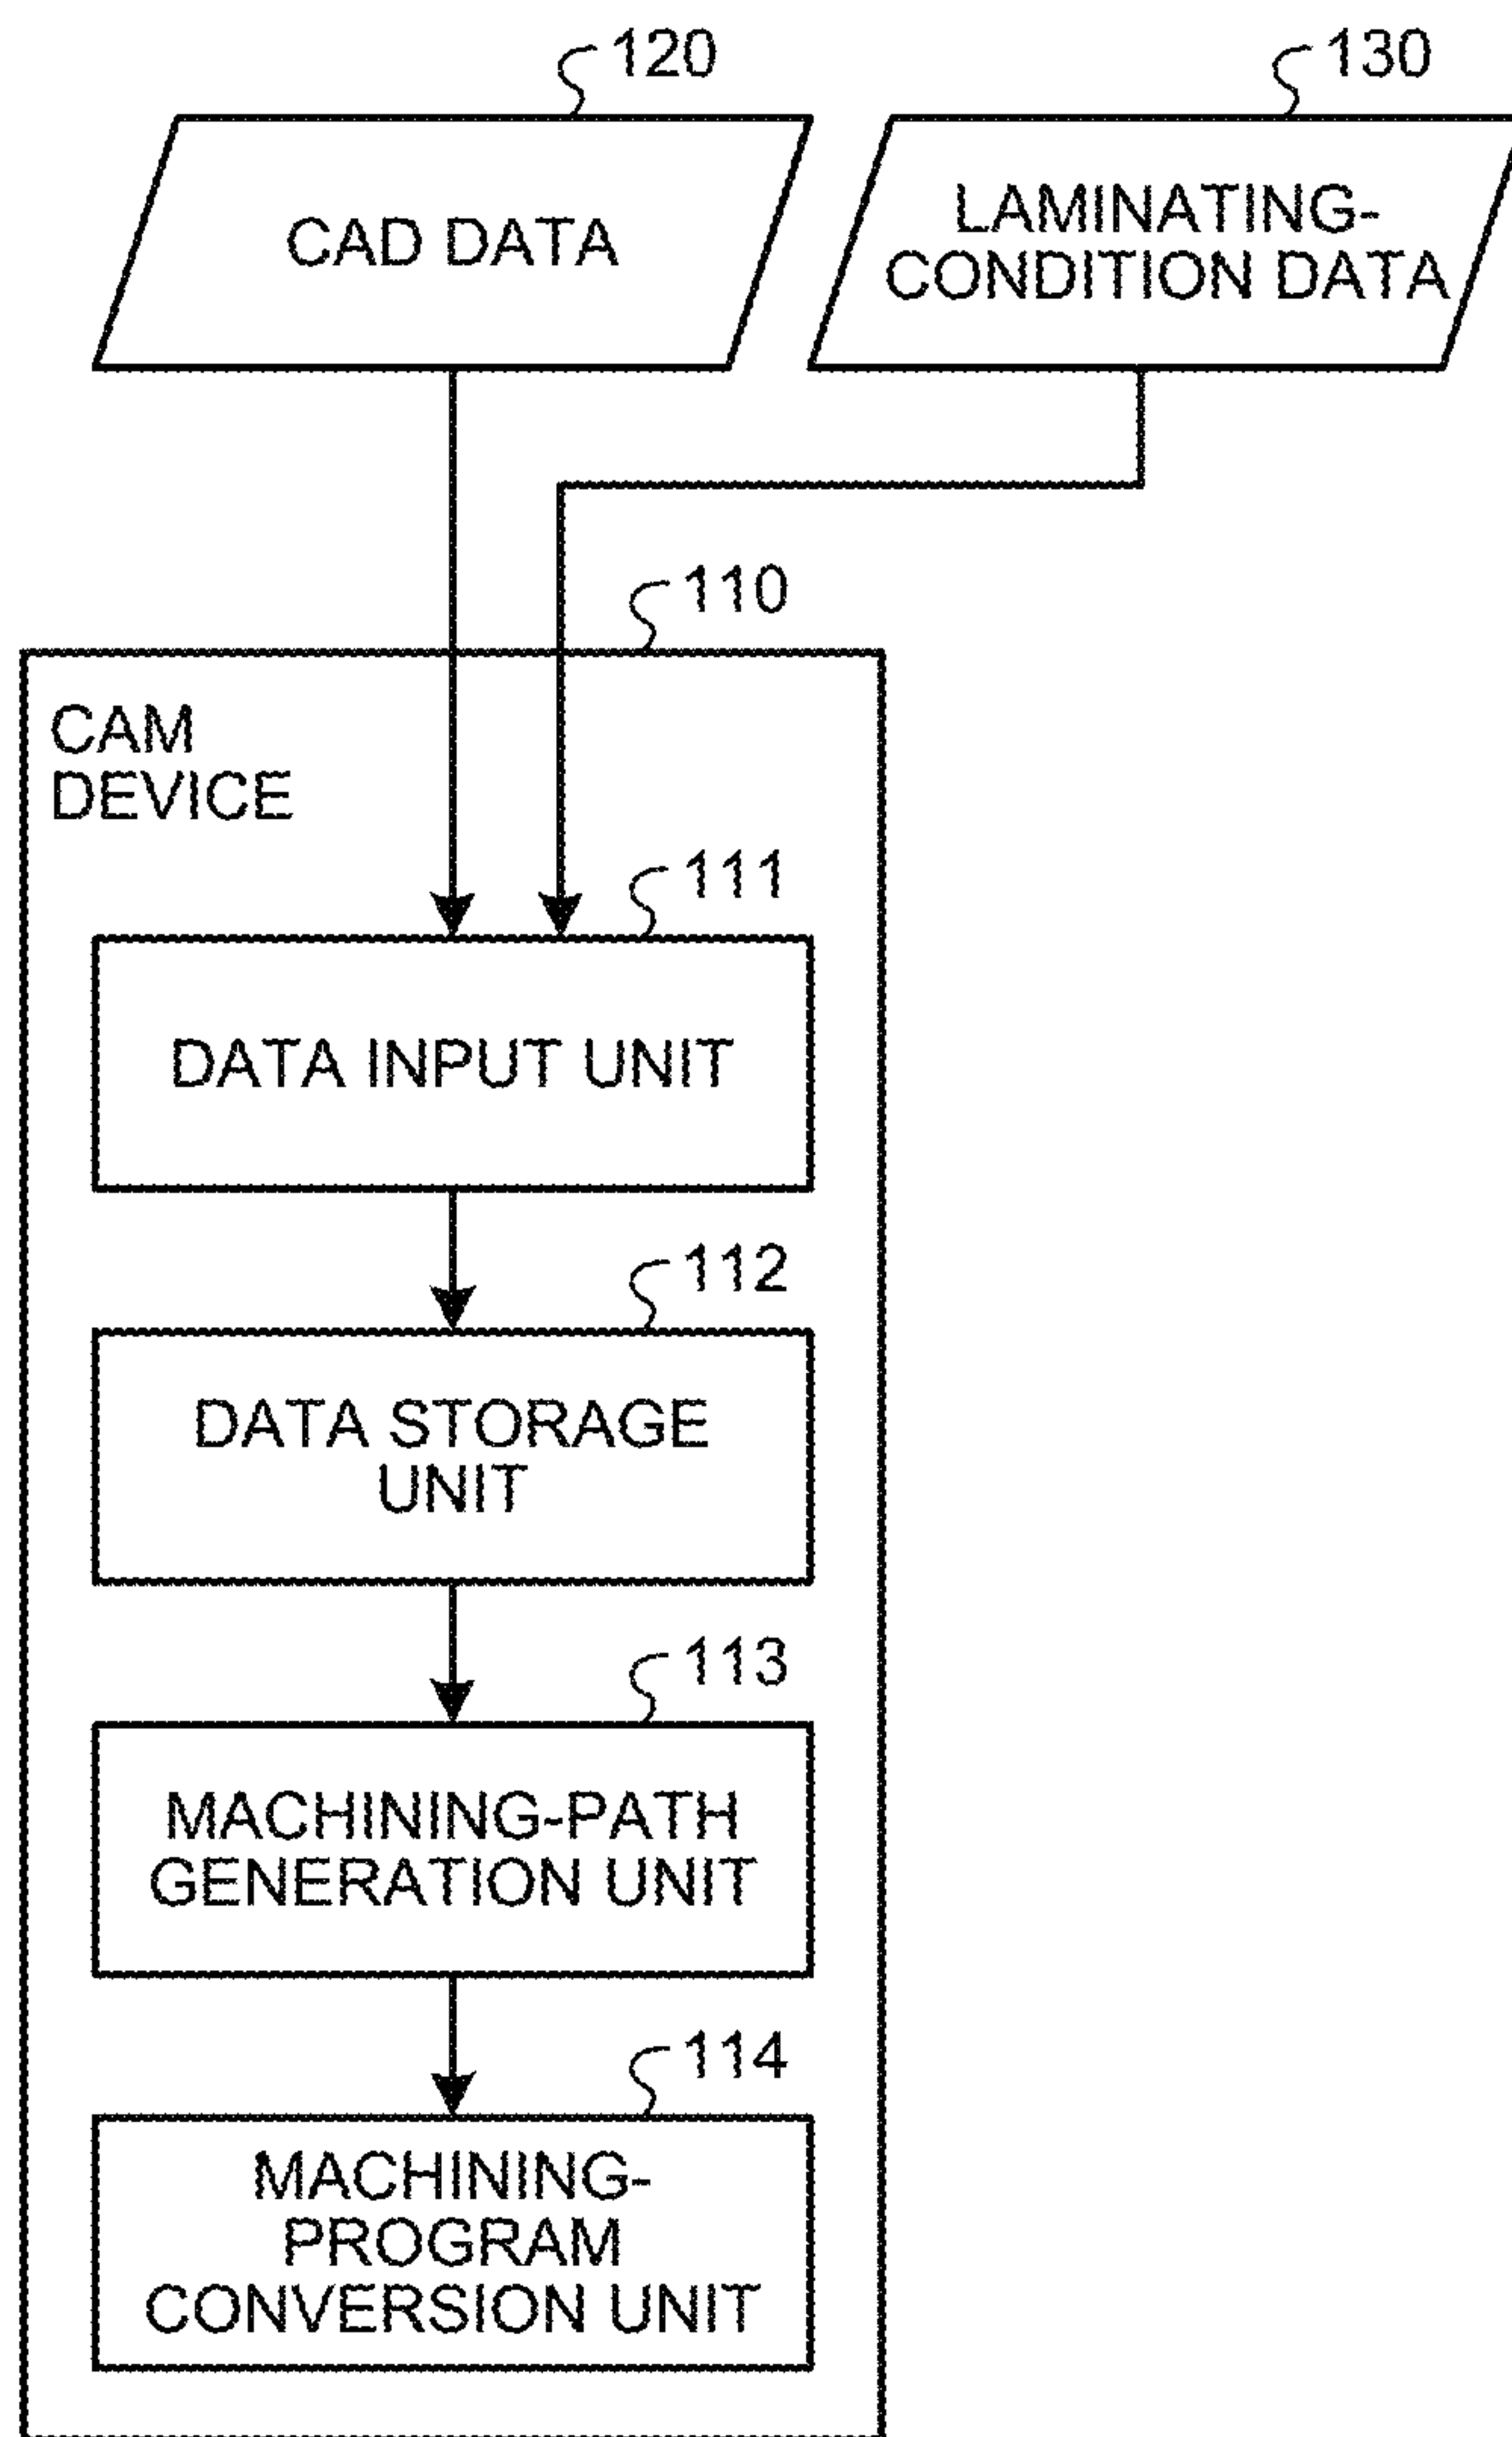 120
130
CAD DATA
LAMINATING-
CONDITION DATA
110
CAM
DEVICE
111
DATA INPUT UNIT
112
DATA STORAGE
UNIT
113
MACHINING-PATH
GENERATION UNIT
114
MACHINING-
PROGRAM
CONVERSION UNIT